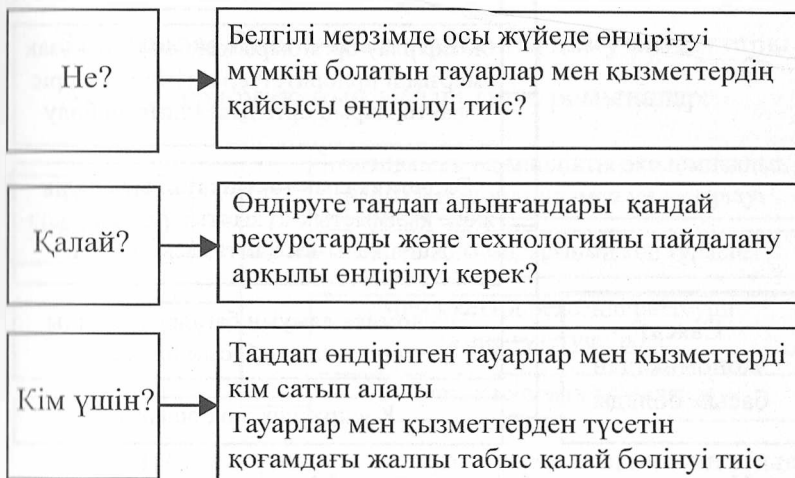 Не?
Белгілі мерзімде осы жүйеде өндірілуі
мүмкін болатын тауарлар мен қызметтердің
қайсысы өндірілуі тиіс?
Қалай?
Өндіруге таңдап алынғандары қандай
ресурстарды және технологияны пайдалану
арқылы өндірілуі керек?
Кім үшін?
Таңдап өндірілген тауарлар мен қызметтерді
кім сатып алады
Тауарлар мен қызметтерден түсетін
қоғамдағы жалпы табыс қалай бөлінуі тиіс